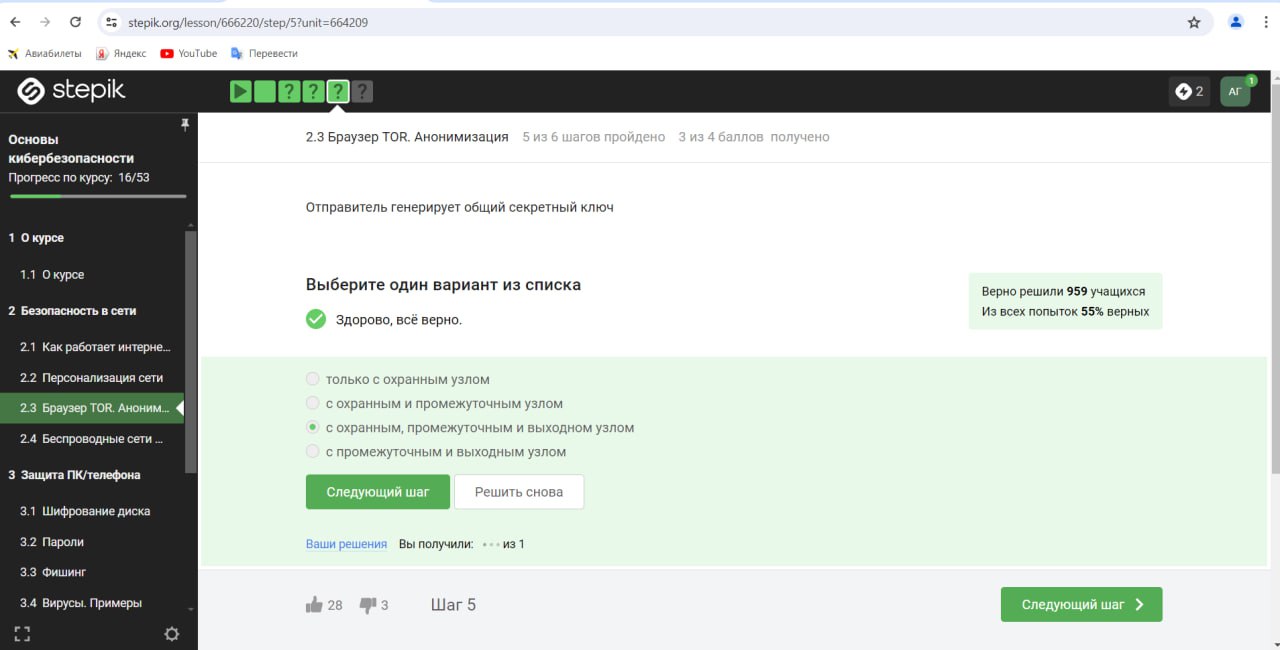 stepik.org/lesson/666220/step/5?unit=664209
Авиабилеты Яндекс YouTube Перевести
stepik
? ? ? ?
2 АГ 1
Основы
кибербезопасности
Прогресс по курсу: 16/53
1 О курсе
1.1 О курсе
2 Безопасность в сети
2.1 Как работает интерне...
2.2 Персонализация сети
2.3 Браузер TOR. Аноним...
2.4 Беспроводные сети ...
3 Защита ПК/телефона
3.1 Шифрование диска
3.2 Пароли
3.3 Фишинг
3.4 Вирусы. Примеры
2.3 Браузер TOR. Анонимизация 5 из 6 шагов пройдено 3 из 4 баллов получено
Отправитель генерирует общий секретный ключ
Выберите один вариант из списка
Здорово, всё верно.
Верно решили 959 учащихся
Из всех попыток 55% верных
только с охранным узлом
с охранным и промежуточным узлом
с охранным, промежуточным и выходном узлом
с промежуточным и выходным узлом
Следующий шаг Решить снова
Ваши решения Вы получили: из 1
28 3 Шаг 5
Следующий шаг